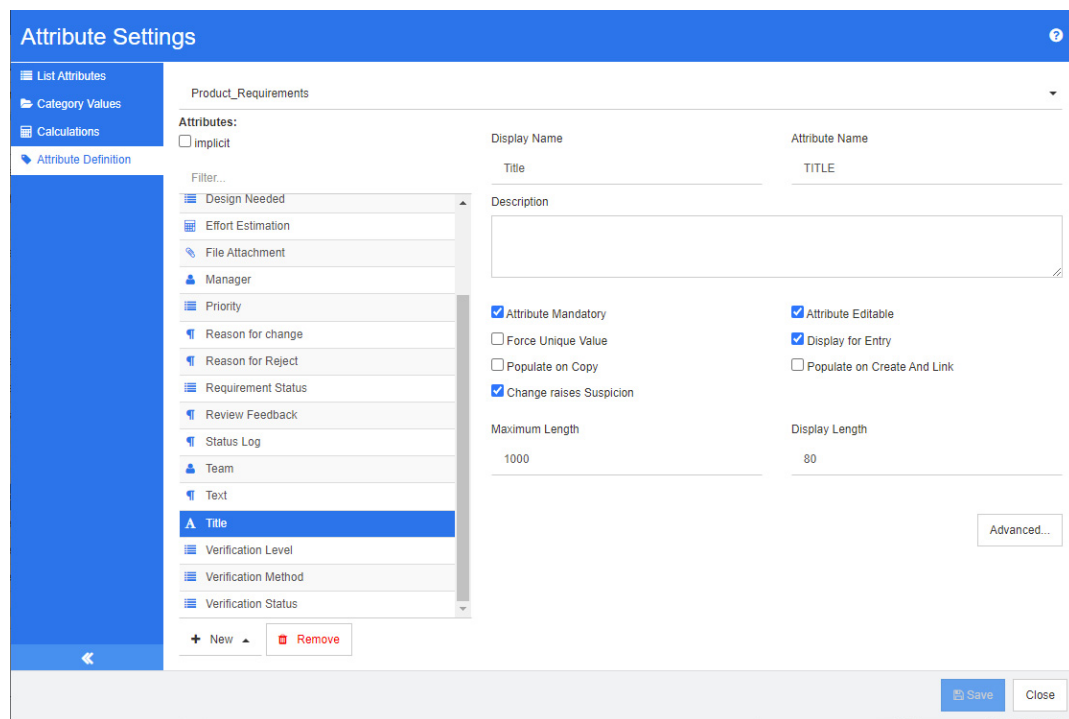 Attribute Settings
List Attributes
Category Values
Calculations
Attribute Definition
Product_Requirements
Attributes:
implicit
Filter...
Design Needed
Effort Estimation
File Attachment
Manager
Priority
Reason for change
Reason for Reject
Requirement Status
Review Feedback
Status Log
Team
Text
Title
Verification Level
Verification Method
Verification Status
New
Remove
Display Name
Attribute Name
Title
TITLE
Description
Attribute Mandatory
Attribute Editable
Force Unique Value
Display for Entry
Populate on Copy
Populate on Create And Link
Change raises Suspicion
Maximum Length
Display Length
1000
80
Advanced...
Save
Close